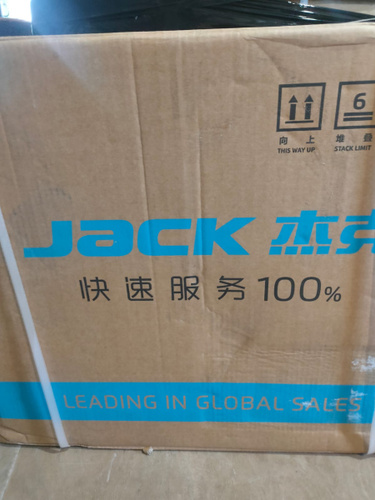 6
向上 堆叠
THIS WAY UP STACK LIMIT
JACK 杰克
快速服务100%
LEADING IN GLOBAL SALES